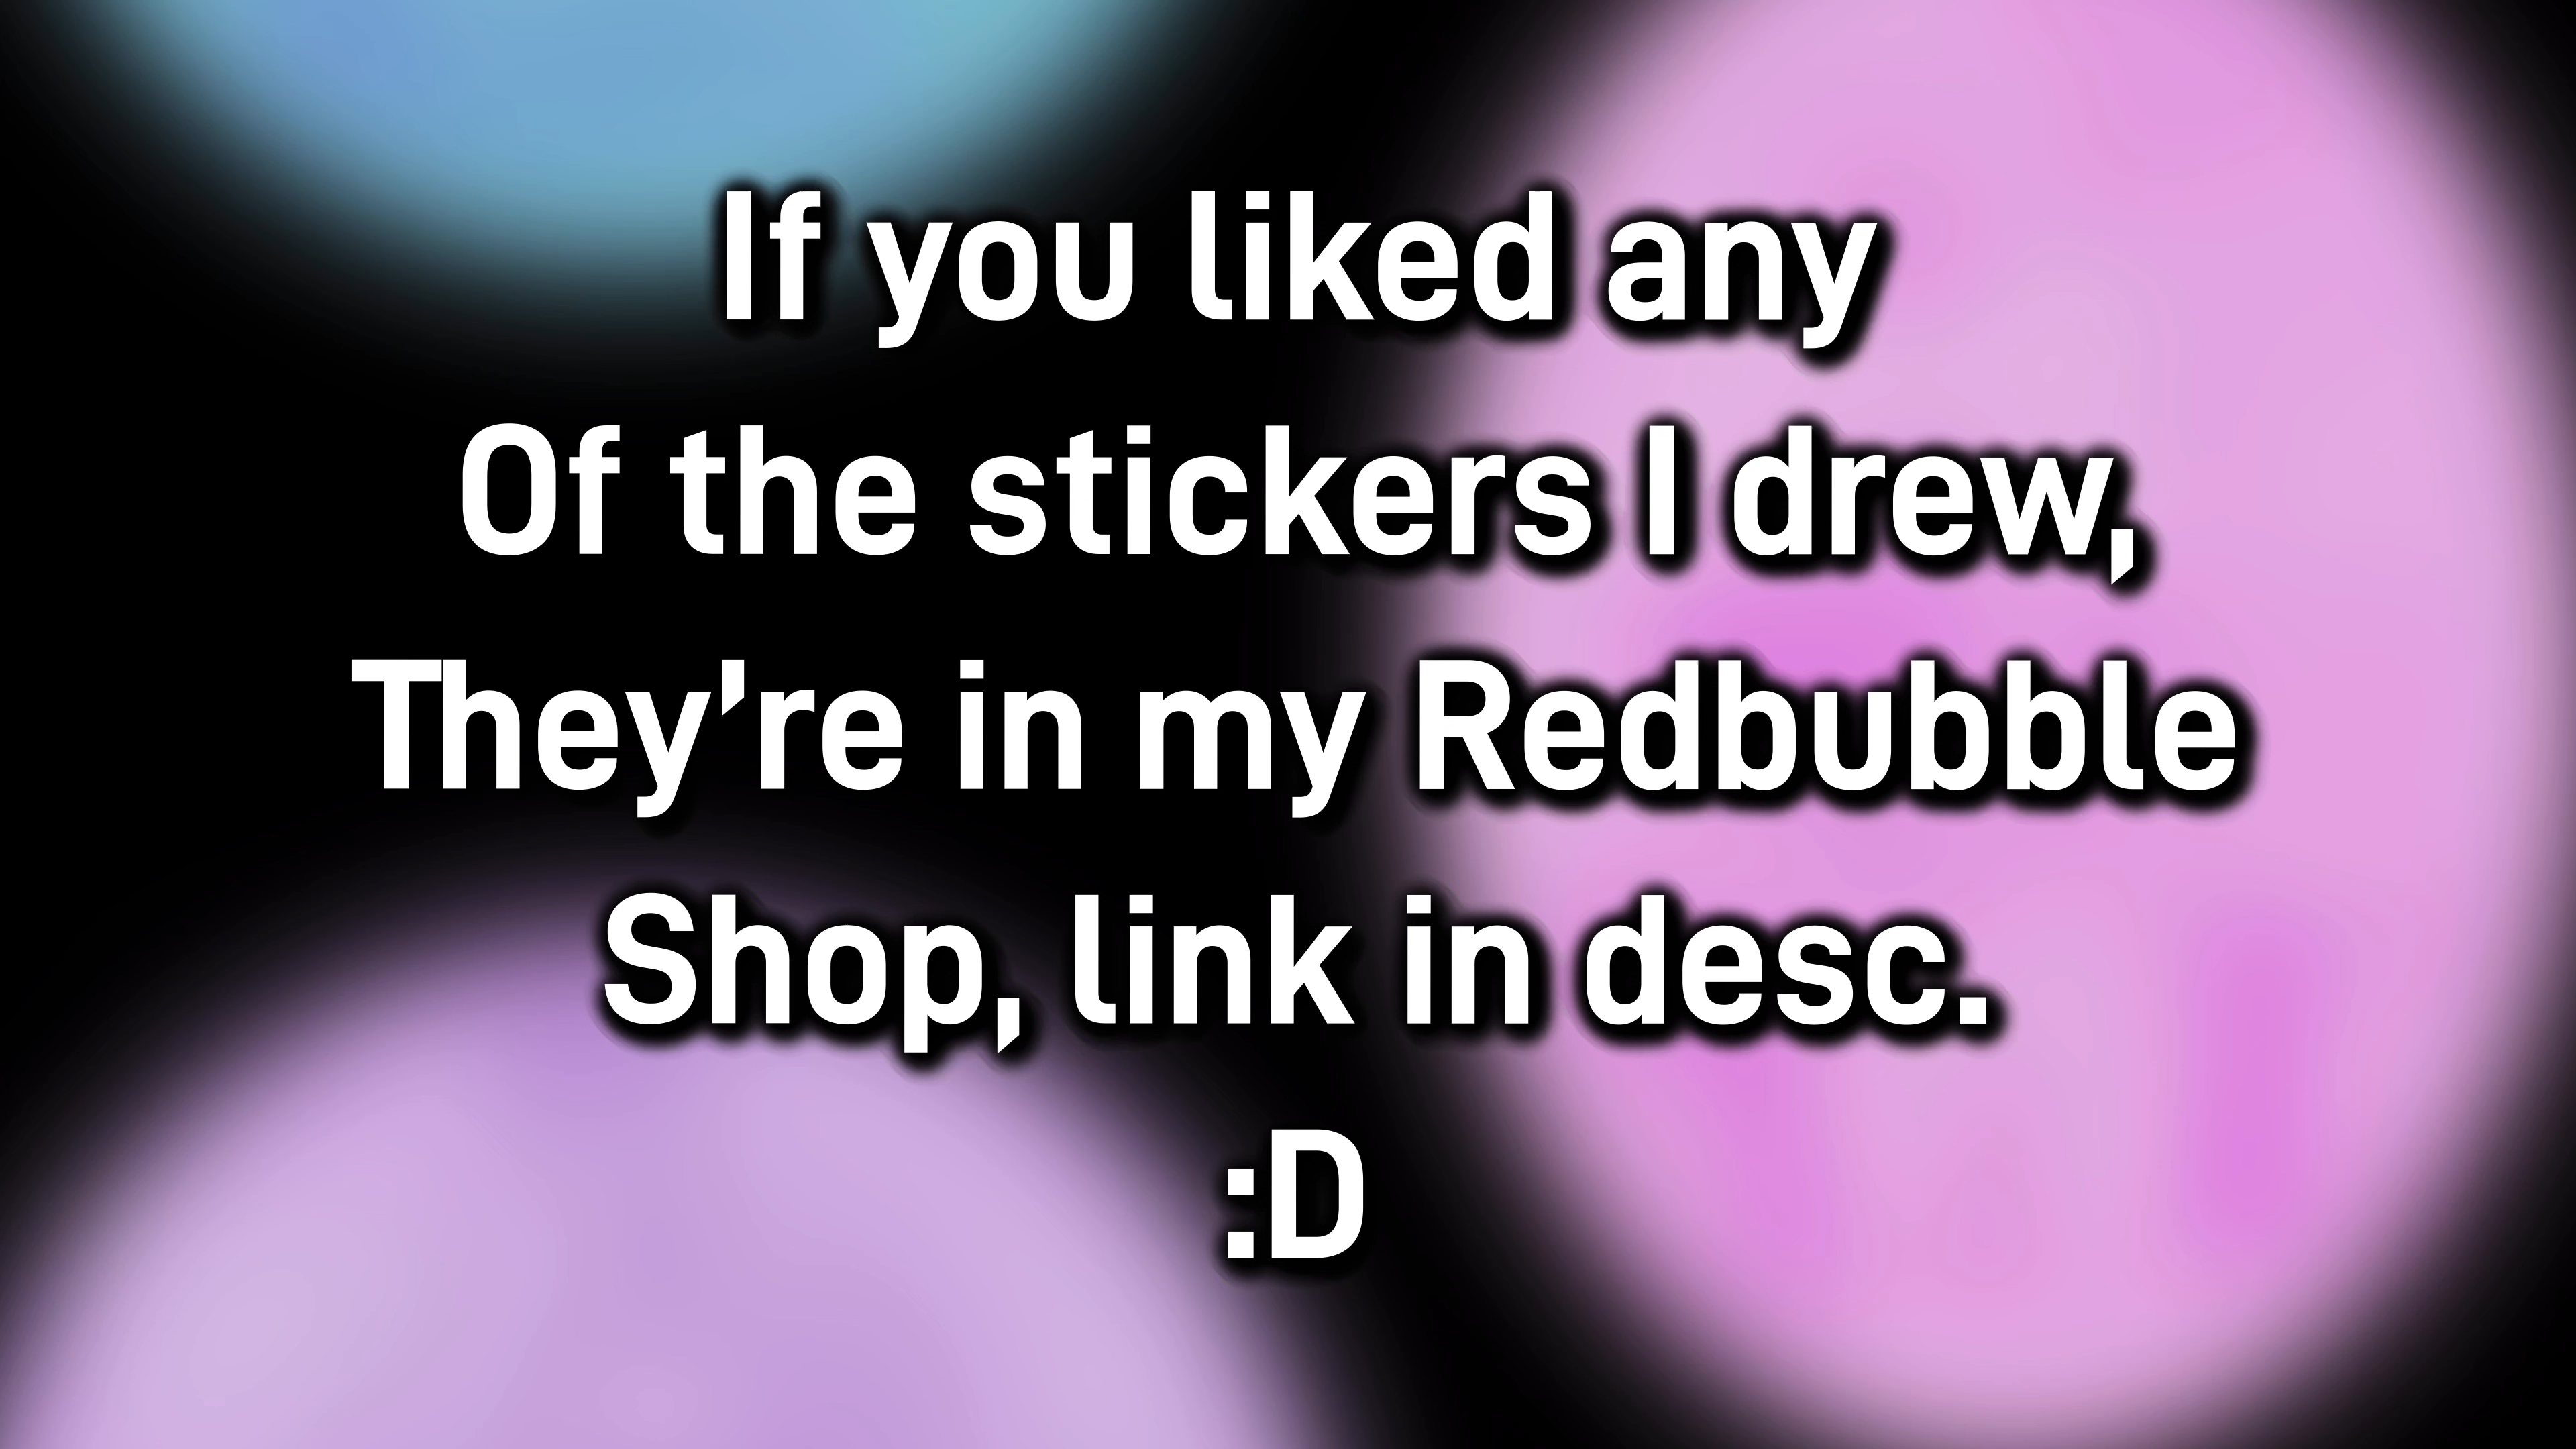 If you liked any
Of the stickers I drew,
They’re in my Redbubble
Shop, link in desc.
:D